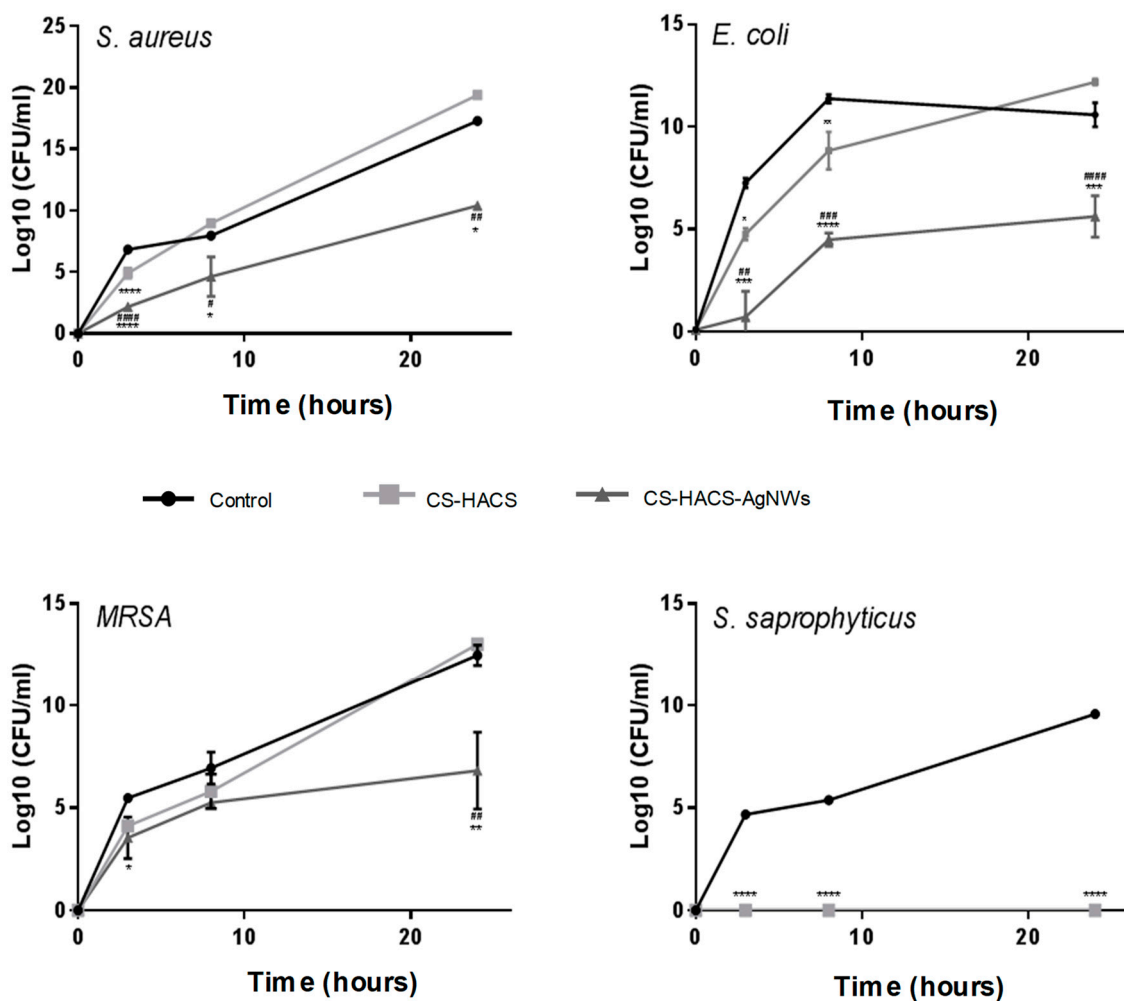 S. aureus
25
20
15
10
5
0
Log10 (CFU/ml)
****
####
****
#
*
##
*
0 10 20
Time (hours)
E. coli
15
10
5
0
Log10 (CFU/ml)
*
**
##
***
###
****
####
***
0 10 20
Time (hours)
Control CS-HACS CS-HACS-AgNWs
MRSA
15
10
5
0
Log10 (CFU/ml)
*
##
**
0 10 20
Time (hours)
S. saprophyticus
15
10
5
0
Log10 (CFU/ml)
**** **** ****
0 10 20
Time (hours)